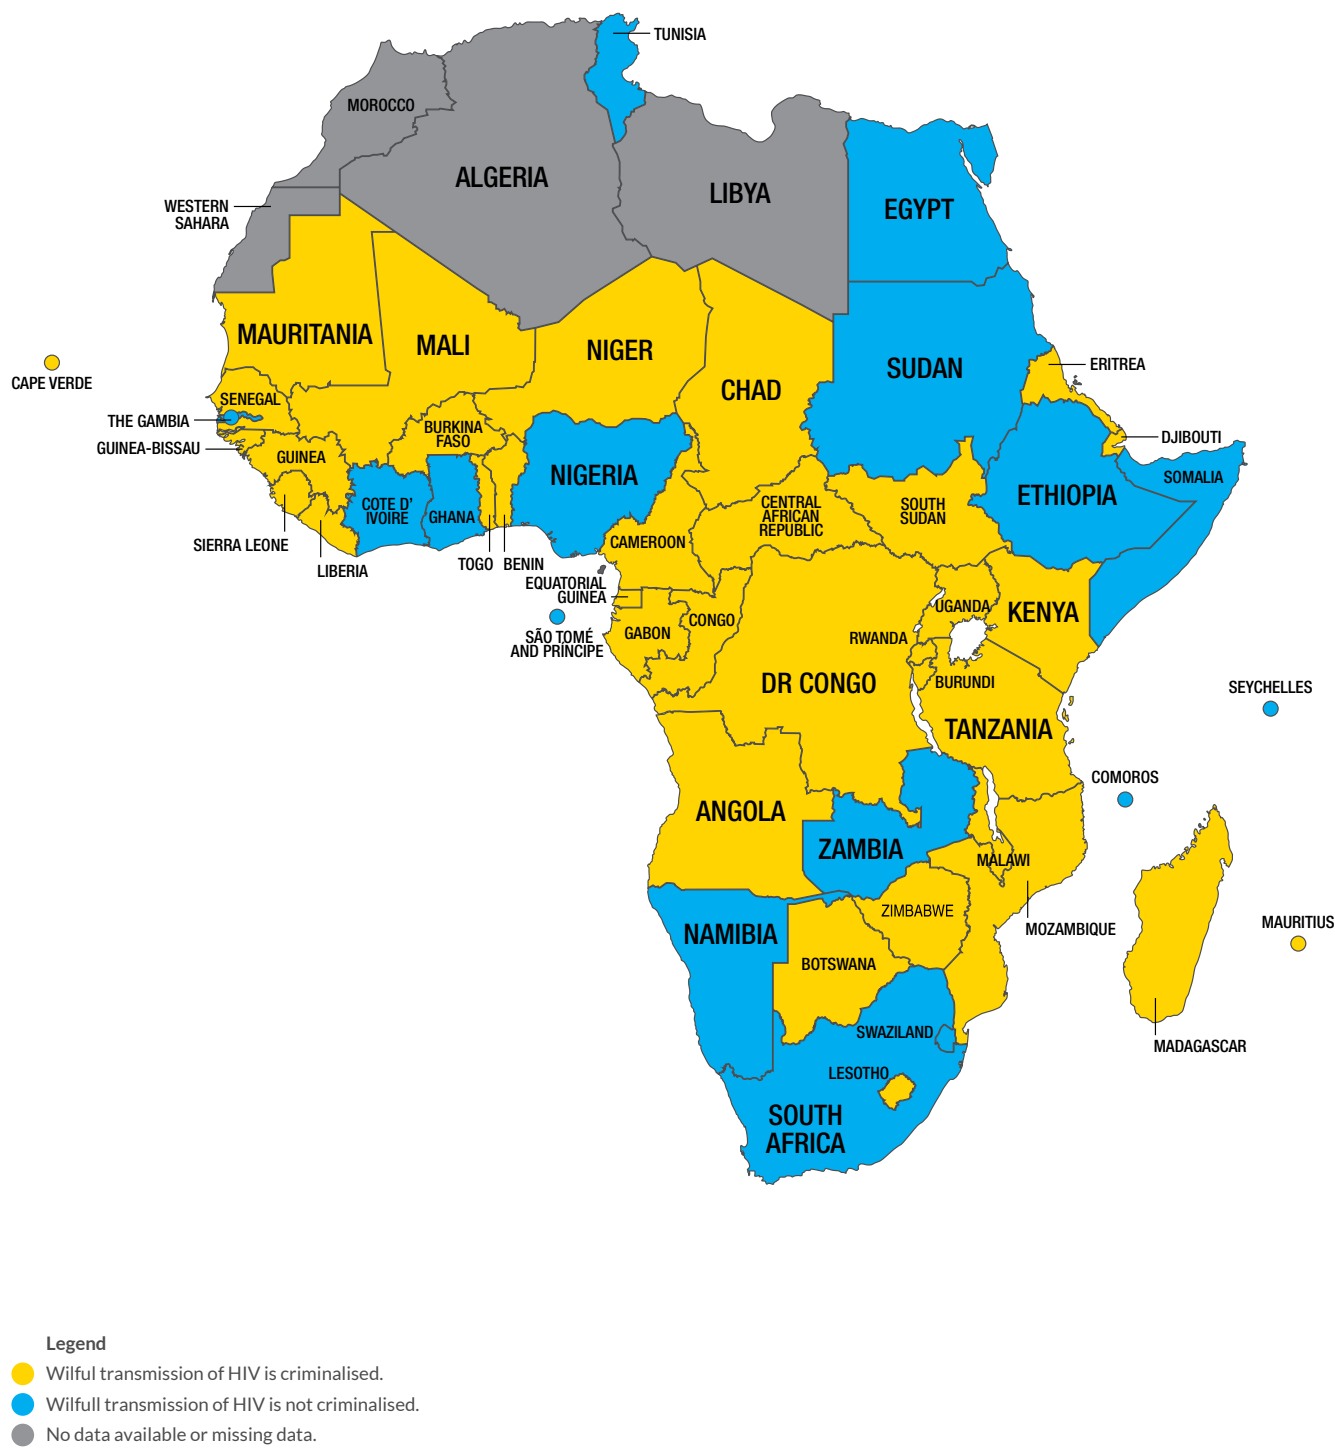 TUNISIA
MOROCCO
ALGERIA
LIBYA
EGYPT
WESTERN
SAHARA
MAURITANIA
MALI
NIGER
CHAD
SUDAN
ERITREA
CAPE VERDE
SENEGAL
THE GAMBIA
BURKINA
FASO
DJIBOUTI
GUINEA-BISSAU
GUINEA
NIGERIA
SOMALIA
ETHIOPIA
COTE D'
IVOIRE
GHANA
CENTRAL
AFRICAN
REPUBLIC
SOUTH
SUDAN
SIERRA LEONE
CAMEROON
LIBERIA
TOGO
BENIN
EQUATORIAL
GUINEA
UGANDA
KENYA
CONGO
GABON
SÃO TOMÉ
AND PRÍNCIPE
RWANDA
DR CONGO
BURUNDI
SEYCHELLES
TANZANIA
COMOROS
ANGOLA
ZAMBIA
MALAWI
ZIMBABWE
MOZAMBIQUE
MAURITIUS
NAMIBIA
BOTSWANA
SWAZILAND
MADAGASCAR
LESOTHO
SOUTH
AFRICA
Legend
Wilful transmission of HIV is criminalised.
Wilfull transmission of HIV is not criminalised.
No data available or missing data.